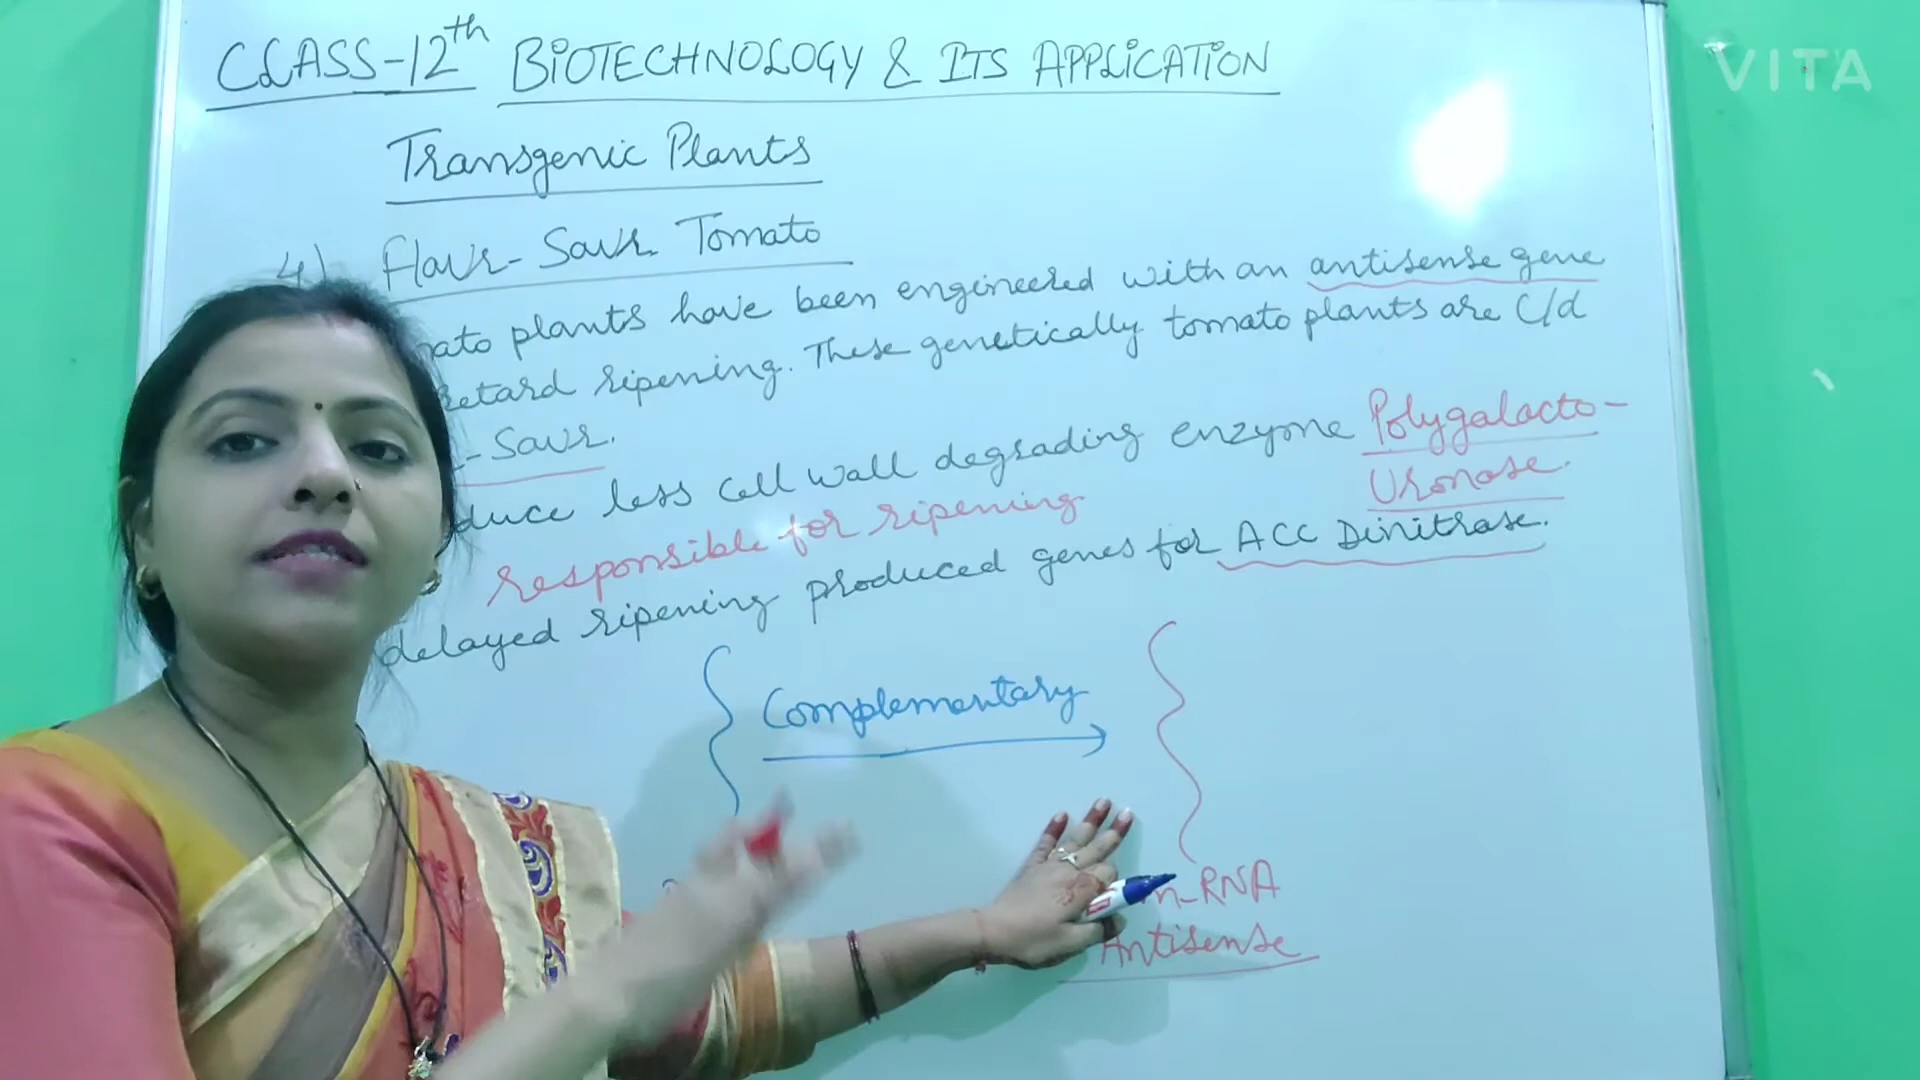 CLASS-12th BIOTECHNOLOGY & ITS APPLICATION
VITA
Transgenic Plants
4) Flavr-Savr Tomato
plants have been engineered with an antisense gene
retard ripening. These genetically tomato plants are C/d
-Savr.
less cell wall degrading enzyme Polygalacto-
Uronase.
responsible for ripening
delayed ripening produced genes for ACC Dinitrase.
Complementary
m-RNA
Antisense